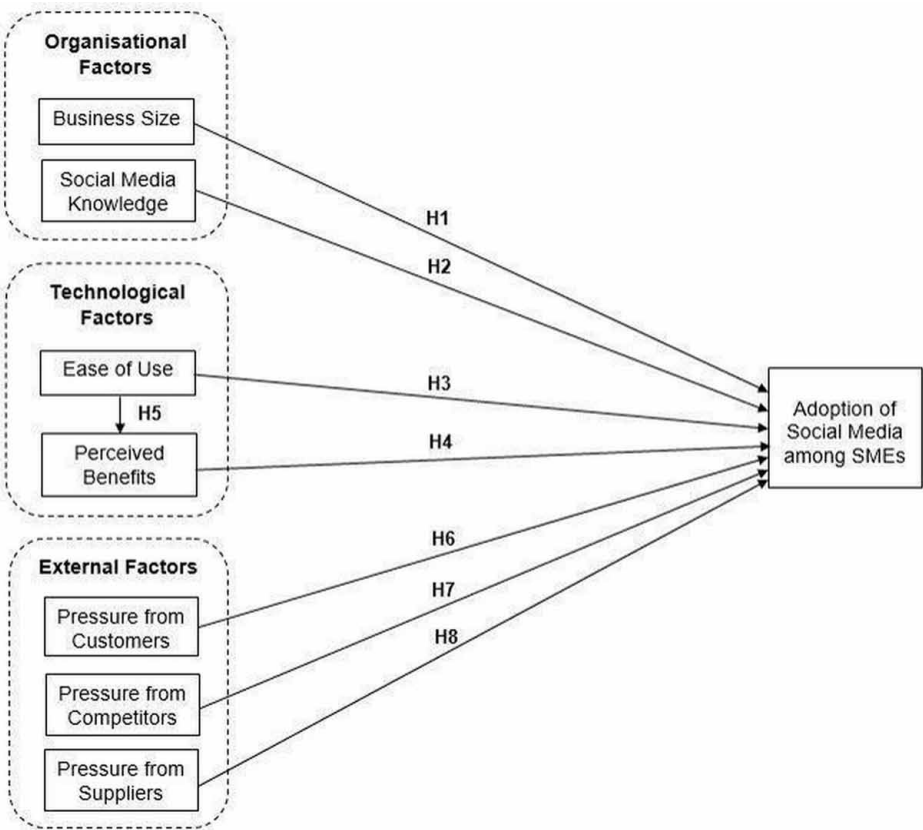 Organisational
Factors
Business Size
Social Media
Knowledge
H1
H2
Technological
Factors
Ease of Use
H5
Perceived
Benefits
H3
H4
Adoption of
Social Media
among SMEs
External Factors
Pressure from
Customers
Pressure from
Competitors
Pressure from
Suppliers
H6
H7
H8